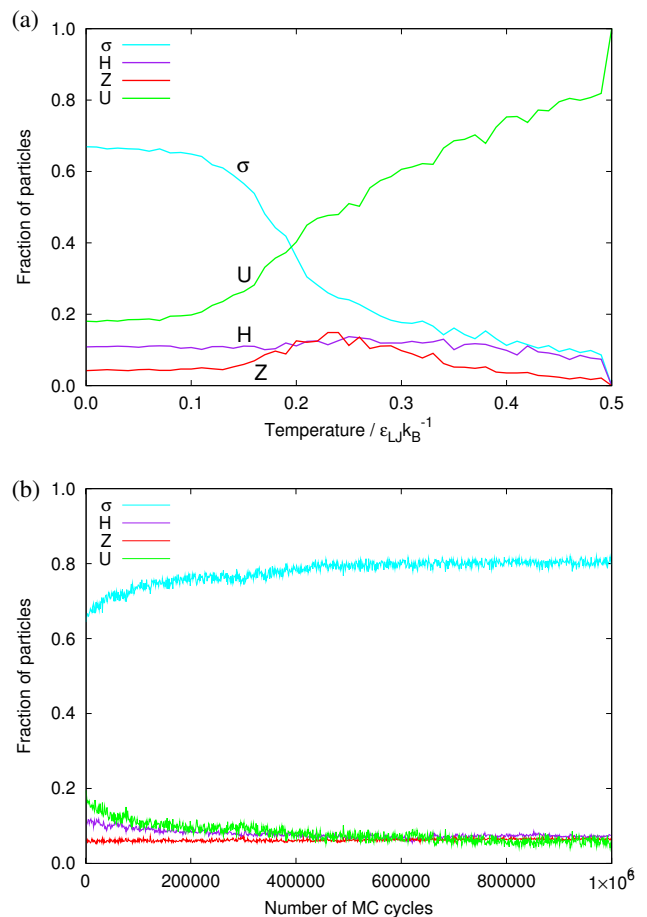 (a)
1.0
σ
H
Z
U
0.8
0.6
σ
0.4
U
0.2
H
Z
0.0
0.0 0.1 0.2 0.3 0.4 0.5
Fraction of particles
Temperature / ε_LJ k_B^-1
(b)
1.0
σ
H
Z
U
0.8
0.6
0.4
0.2
0.0
0 200000 400000 600000 800000 1×10^6
Fraction of particles
Number of MC cycles